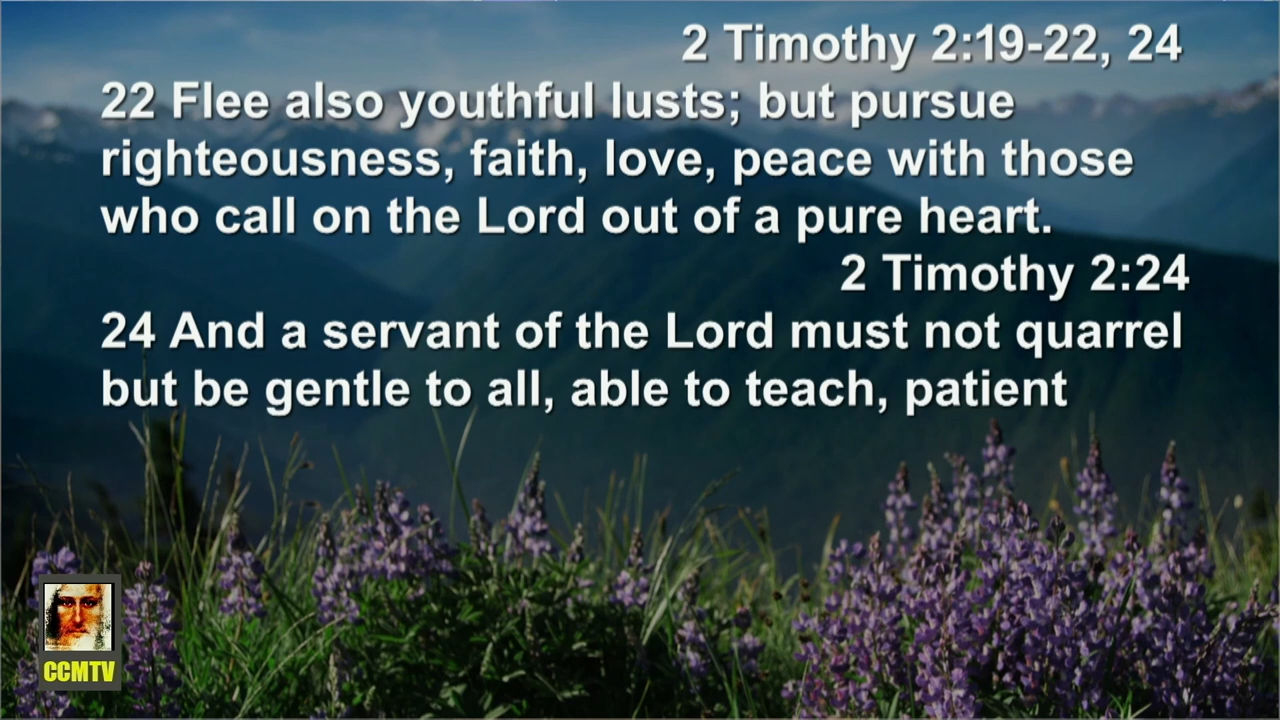 2 Timothy 2:19-22, 24
22 Flee also youthful lusts; but pursue
righteousness, faith, love, peace with those
who call on the Lord out of a pure heart.
2 Timothy 2:24
24 And a servant of the Lord must not quarrel
but be gentle to all, able to teach, patient
CCMTV